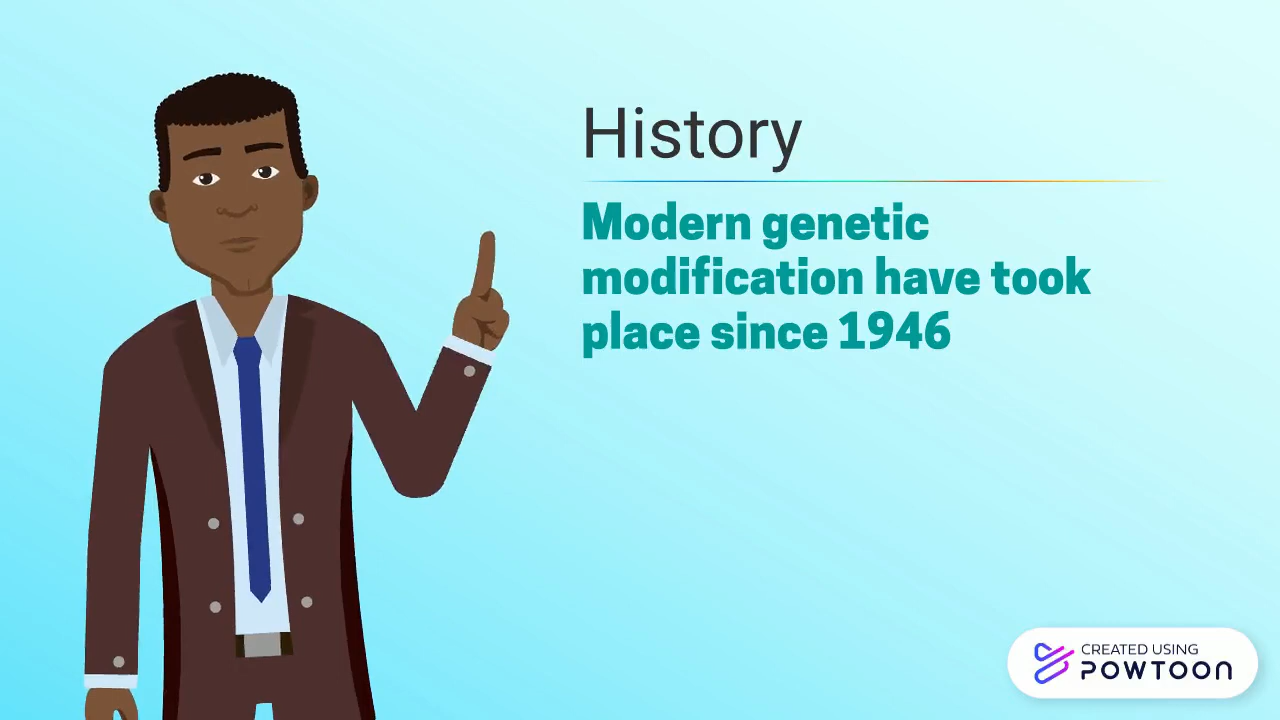 History
Modern genetic
modification have took
place since 1946
CREATED USING
POWTOON